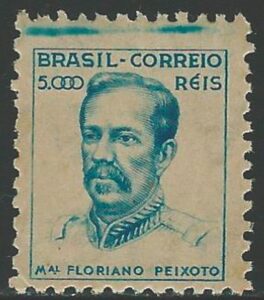 BRASIL-CORREIO
5.000 RÉIS
MAL FLORIANO PEIXOTO